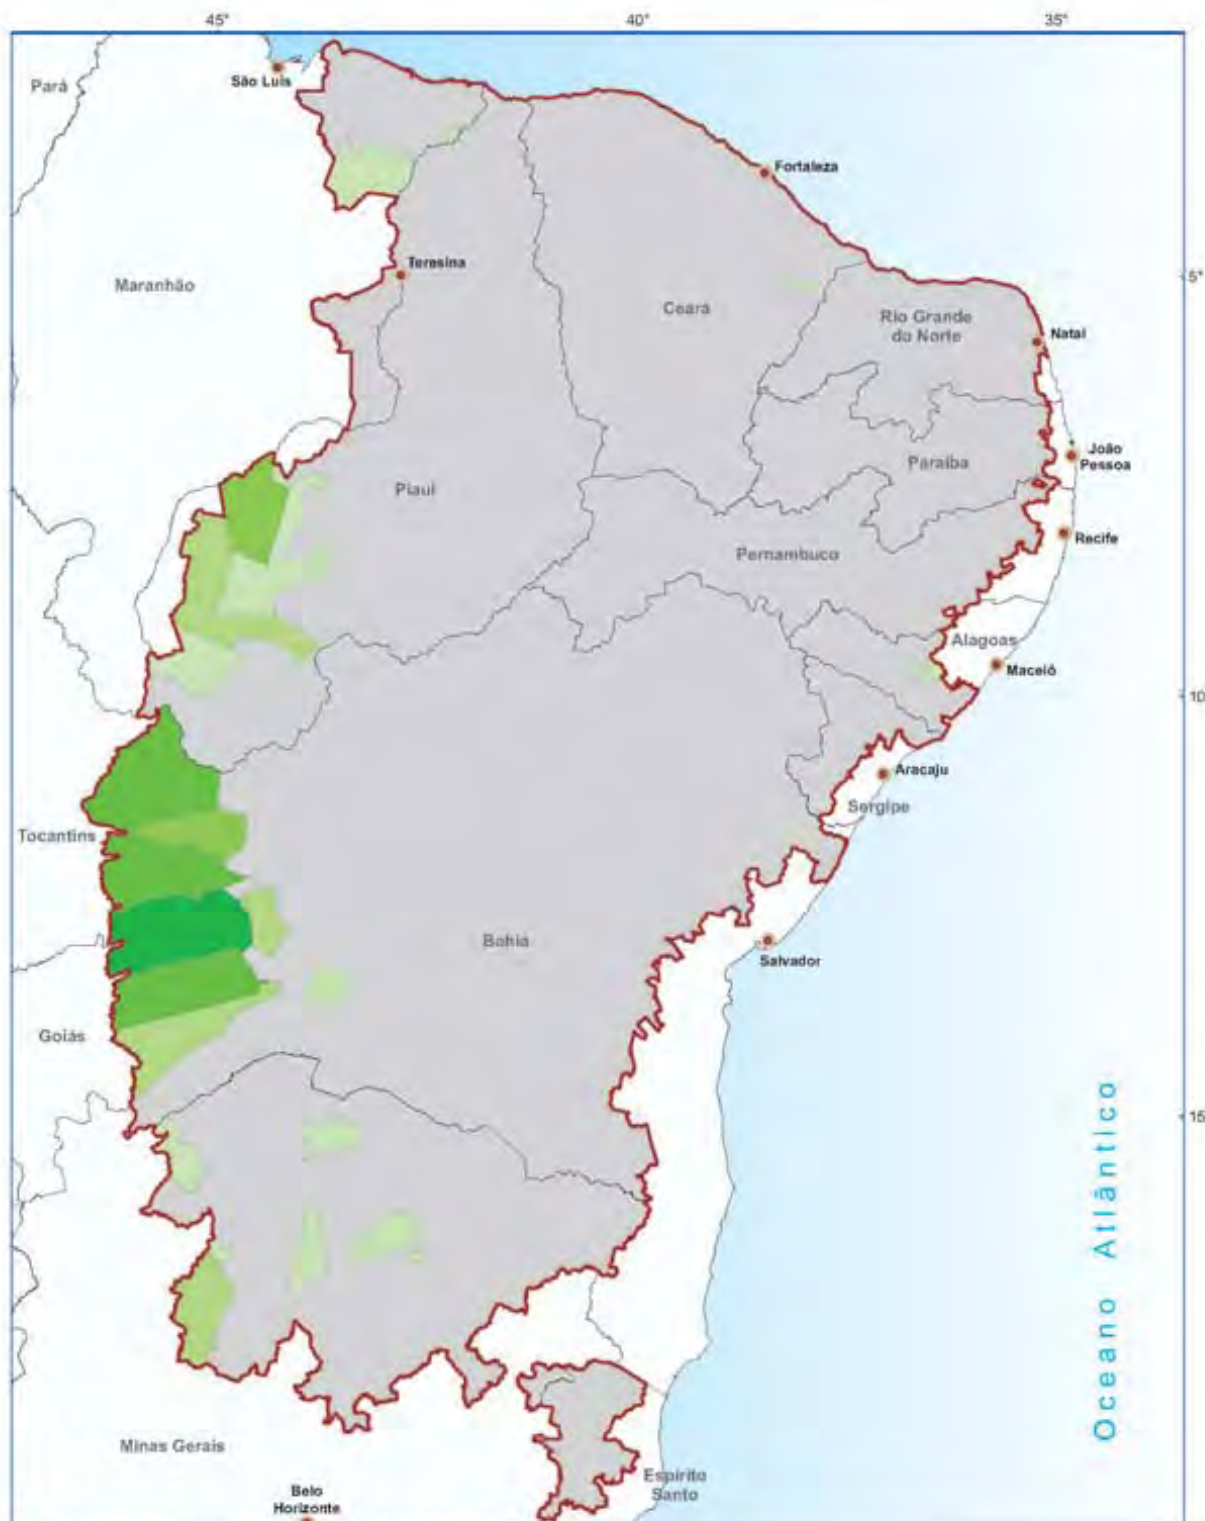 45°
40°
35°
Pará
São Luís
Fortaleza
Teresina
5°
Maranhão
Ceará
Rio Grande
do Norte
Natal
João
Pessoa
Paraíba
Piauí
Recife
Pernambuco
Alagoas
Maceió
10
Aracaju
Sergipe
Tocantins
Bahia
Salvador
Goiás
15
Oceano Atlântico
Minas Gerais
Espírito
Santo
Belo
Horizonte